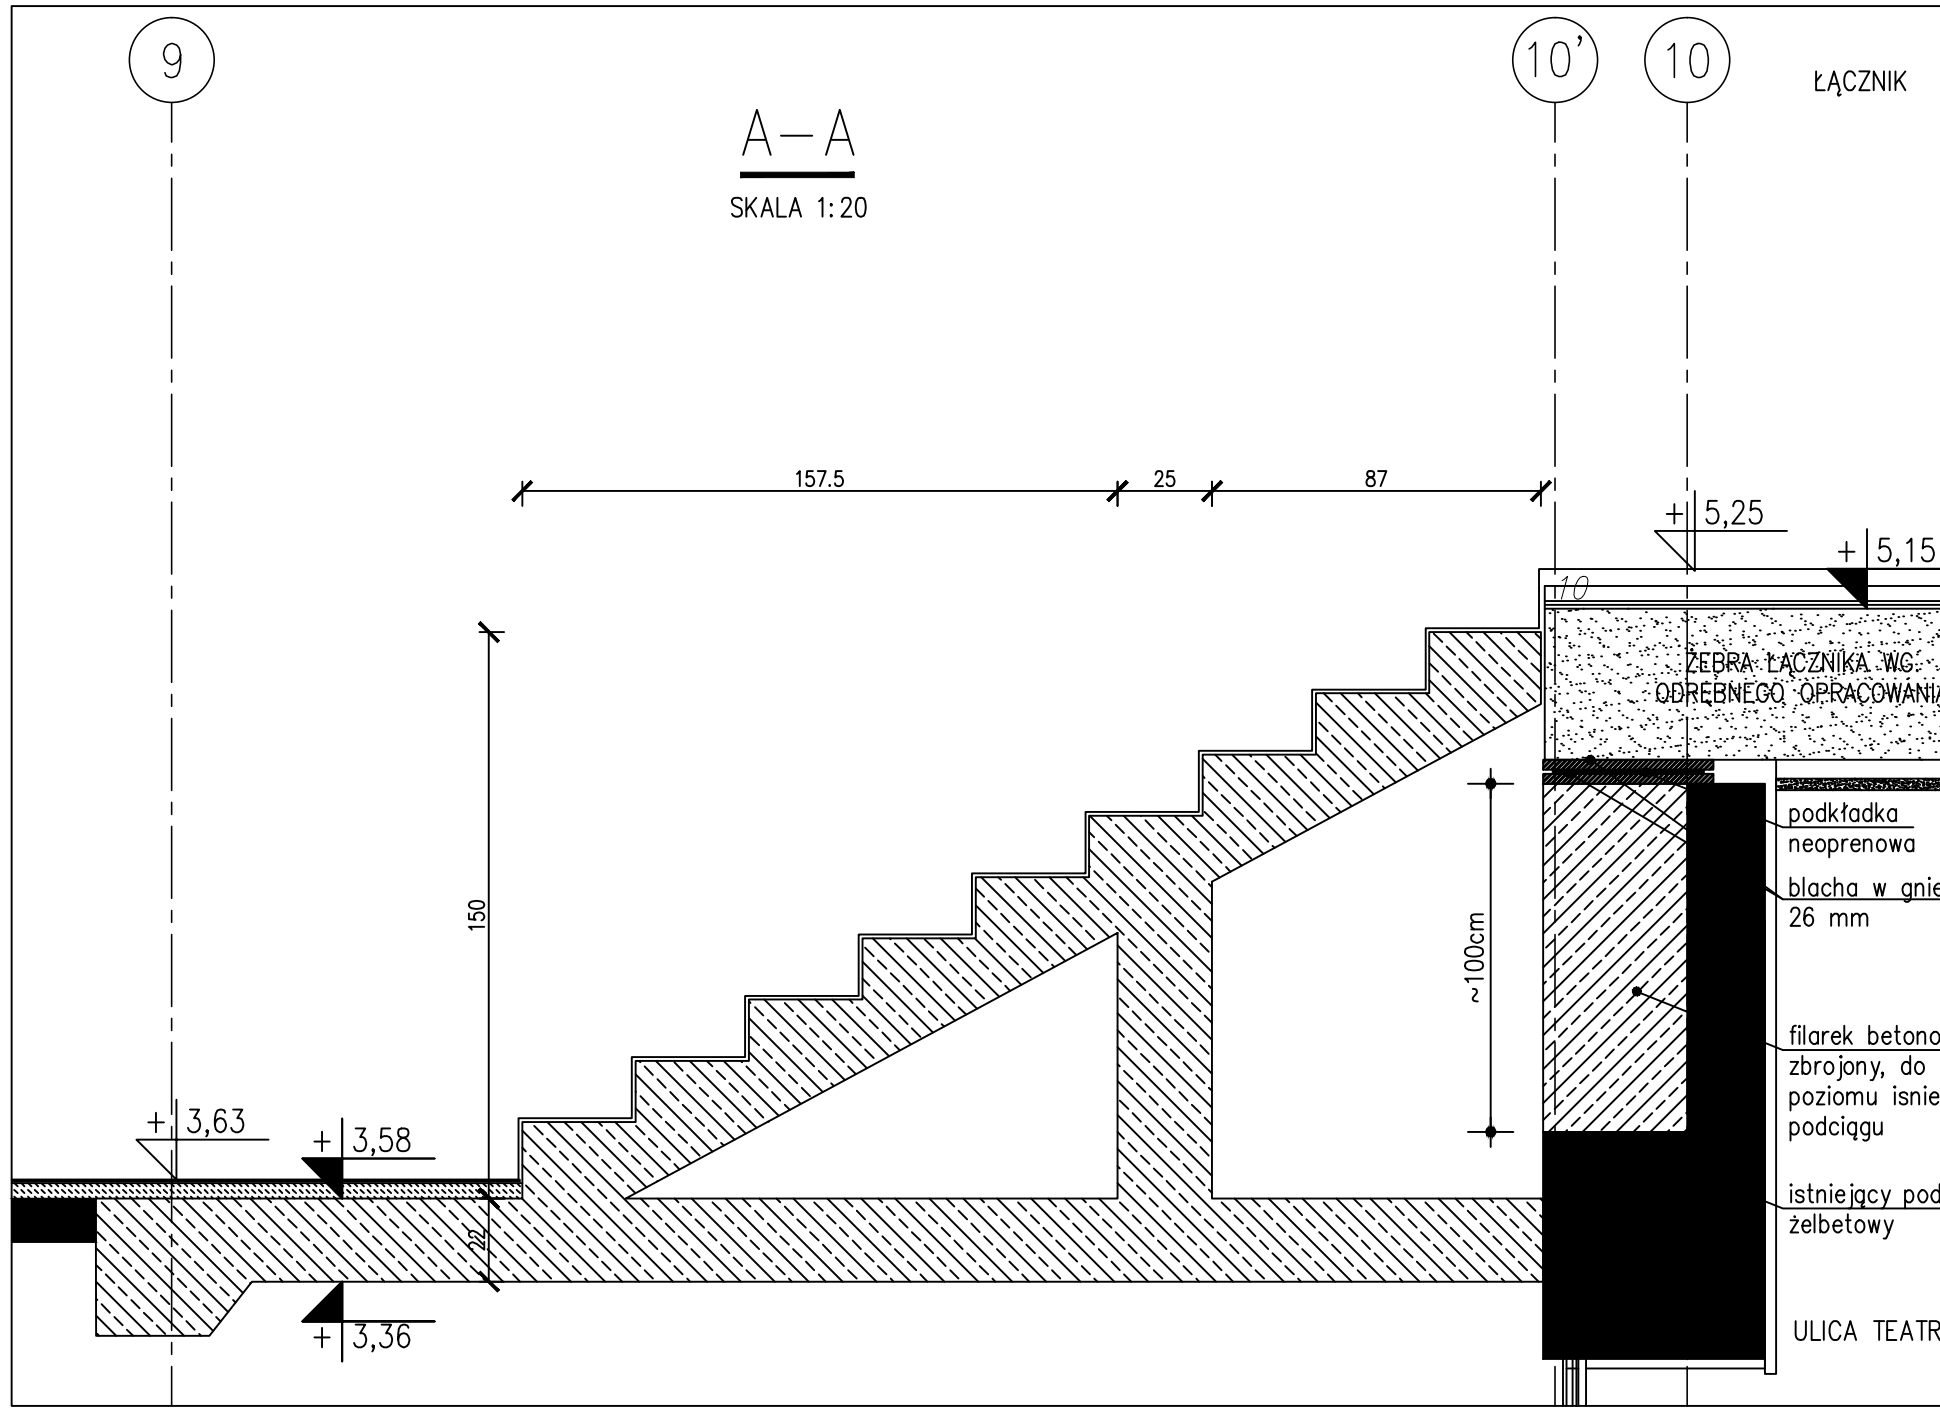 9
10'
10
ŁĄCZNIK
A-A
SKALA 1:20
157.5
25
87
+ 5,25
+ 5,15
10
ŻEBRA ŁĄCZNIKA WG.
ODRĘBNEGO OPRACOWANIA
podkładka
neoprenowa
blacha w gnie
26 mm
150
~100cm
filarek betono
zbrojony, do
poziomu isnie
podciągu
+ 3,63
+ 3,58
22
istniejący pod
żelbetowy
+ 3,36
ULICA TEATR